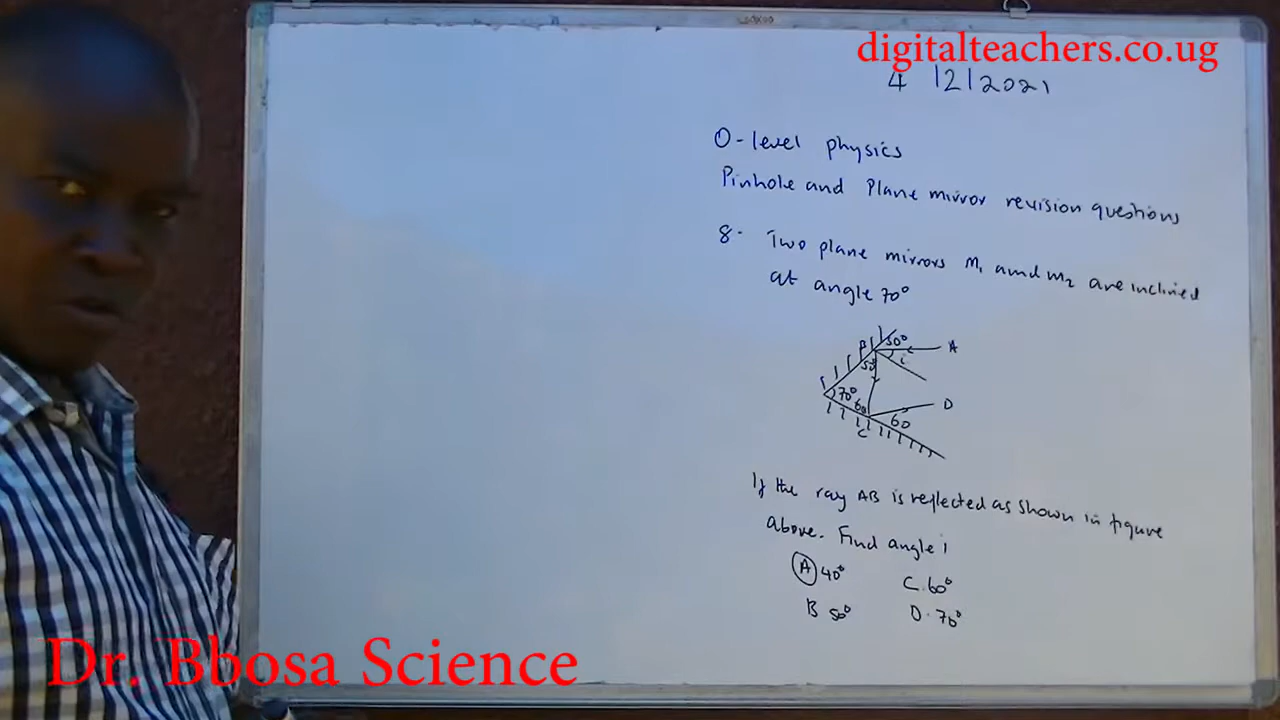 digitalteachers.co.ug
4 12 2021
O-level physics
Pinhole and Plane mirror revision questions
8. Two plane mirrors M1 and M2 are inclined
at angle 70°
B 50° A
50 i
70° 60 D
60
C
If the ray AB is reflected as shown in figure
above. Find angle i
A 40° C. 60°
B 50° D. 70°
Dr. Bbosa Science